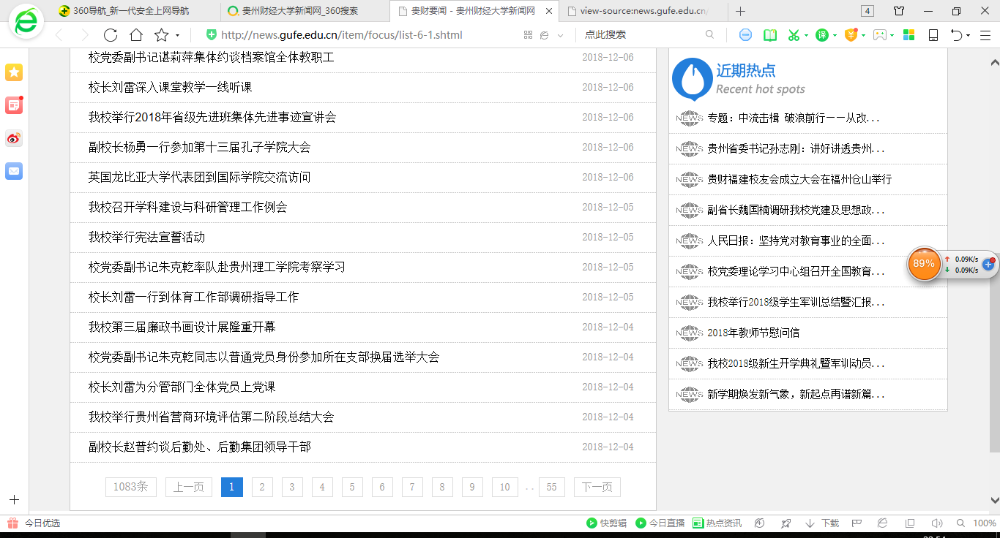 360导航_新一代安全上网导航
贵州财经大学新闻网_360搜索
贵财要闻 - 贵州财经大学新闻网
view-source:news.gufe.edu.cn/
4
http://news.gufe.edu.cn/item/focus/list-6-1.shtml
点此搜索
译
校党委副书记谌莉萍集体约谈档案馆全体教职工 2018-12-06
校长刘雷深入课堂教学一线听课 2018-12-06
我校举行2018年省级先进班集体先进事迹宣讲会 2018-12-06
副校长杨勇一行参加第十三届孔子学院大会 2018-12-06
英国龙比亚大学代表团到国际学院交流访问 2018-12-06
我校召开学科建设与科研管理工作例会 2018-12-05
我校举行宪法宣誓活动 2018-12-05
校党委副书记朱克乾率队赴贵州理工学院考察学习 2018-12-05
校长刘雷一行到体育工作部调研指导工作 2018-12-05
我校第三届廉政书画设计展隆重开幕 2018-12-04
校党委副书记朱克乾同志以普通党员身份参加所在支部换届选举大会 2018-12-04
校长刘雷为分管部门全体党员上党课 2018-12-04
我校举行贵州省营商环境评估第二阶段总结大会 2018-12-04
副校长赵普约谈后勤处、后勤集团领导干部 2018-12-04
1083条 上一页 1 2 3 4 5 6 7 8 9 10 .. 55 下一页
近期热点
Recent hot spots
NEWS 专题：中流击楫 破浪前行——从改...
NEWS 贵州省委书记孙志刚：讲好讲透贵州...
NEWS 贵财福建校友会成立大会在福州仓山举行
NEWS 副省长魏国楠调研我校党建及思想政...
NEWS 人民日报：坚持党对教育事业的全面...
NEWS 校党委理论学习中心组召开全国教育...
NEWS 我校举行2018级学生军训总结暨汇报...
NEWS 2018年教师节慰问信
NEWS 我校2018级新生开学典礼暨军训动员...
NEWS 新学期焕发新气象，新起点再谱新篇...
89%
0.09K/s
0.09K/s
今日优选
快剪辑
今日直播
热点资讯
下载
100%